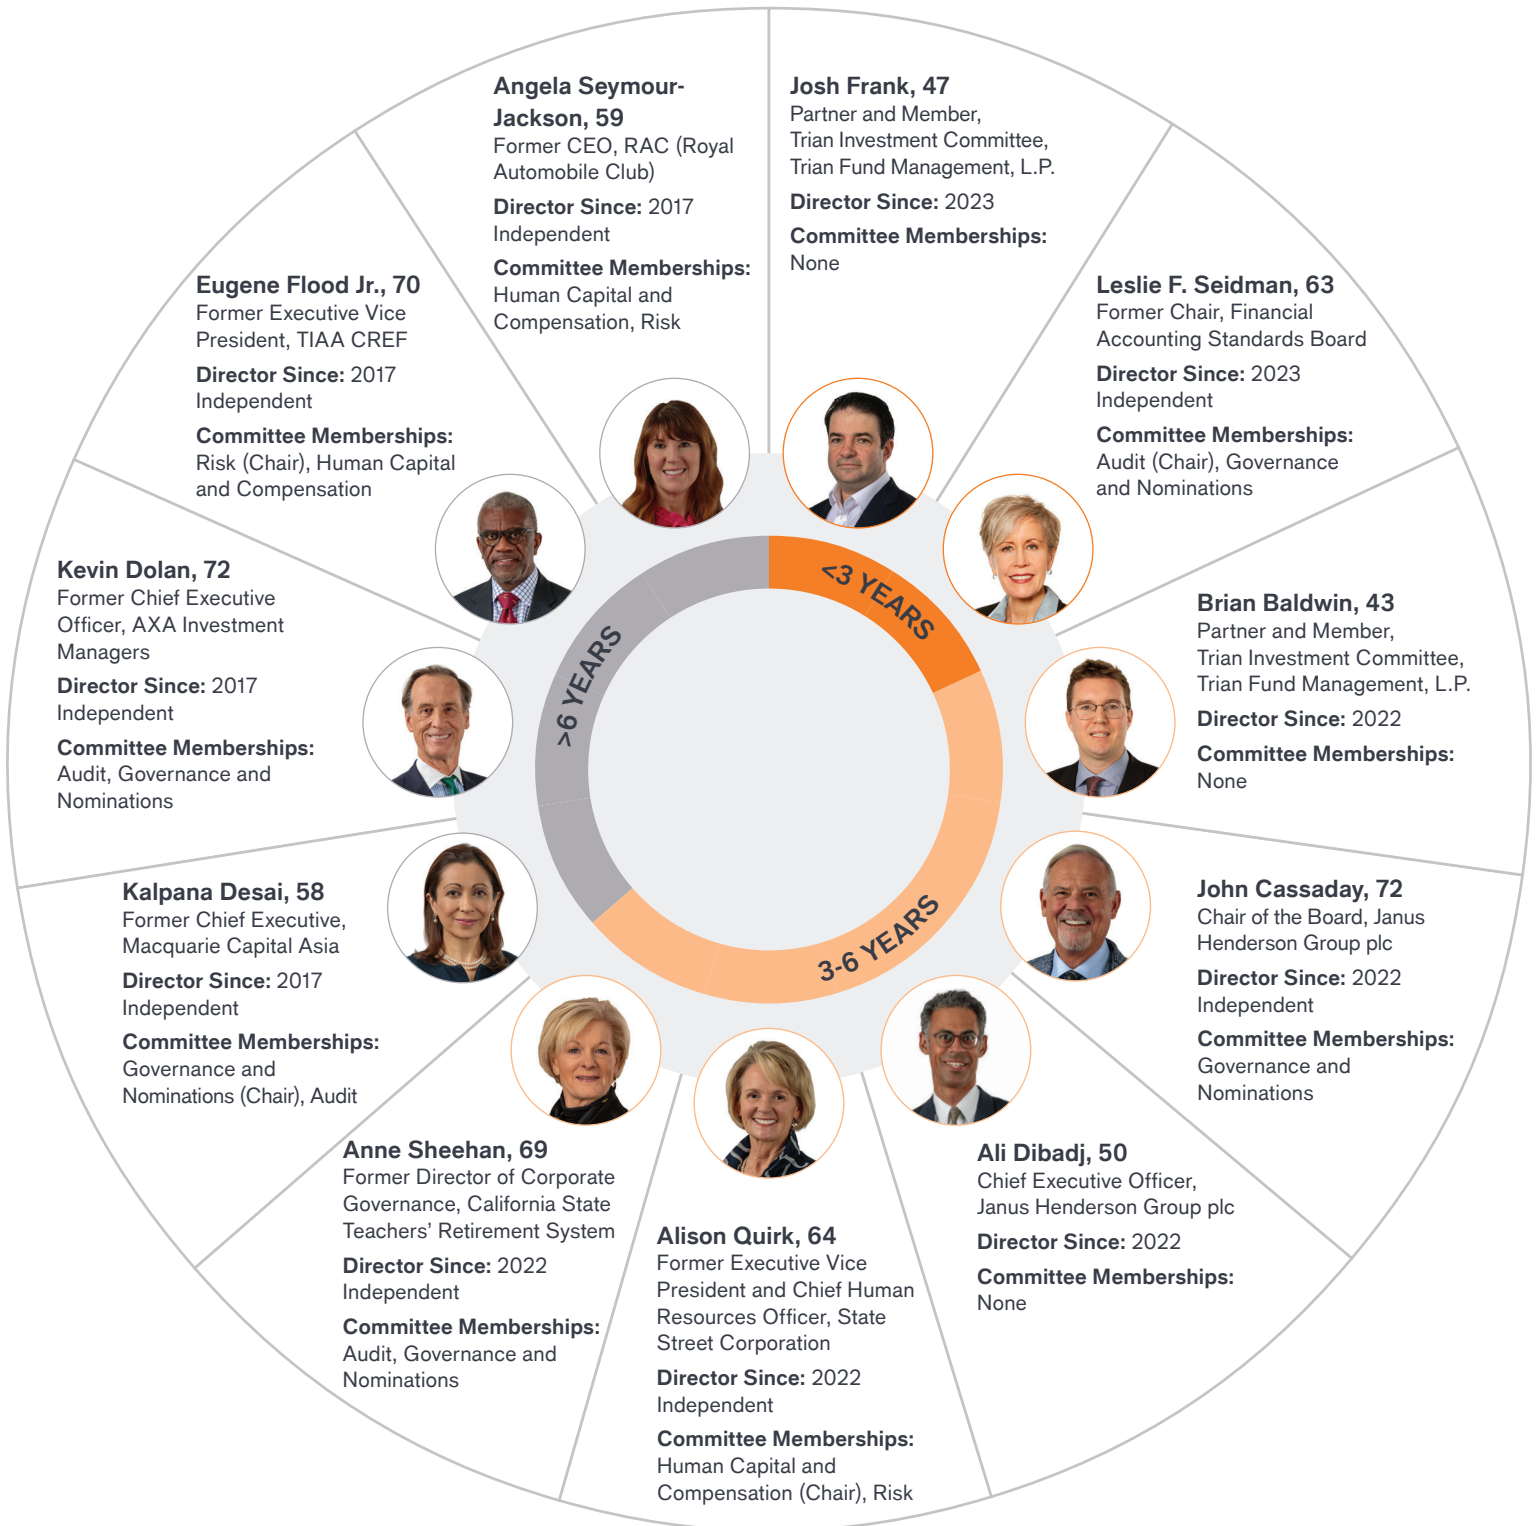 Josh Frank, 47
Partner and Member,
Trian Investment Committee,
Trian Fund Management, L.P.
Director Since: 2023
Committee Memberships:
None
Leslie F. Seidman, 63
Former Chair, Financial
Accounting Standards Board
Director Since: 2023
Independent
Committee Memberships:
Audit (Chair), Governance
and Nominations
Brian Baldwin, 43
Partner and Member,
Trian Investment Committee,
Trian Fund Management, L.P.
Director Since: 2022
Committee Memberships:
None
John Cassaday, 72
Chair of the Board, Janus
Henderson Group plc
Director Since: 2022
Independent
Committee Memberships:
Governance and
Nominations
Ali Dibadj, 50
Chief Executive Officer,
Janus Henderson Group plc
Director Since: 2022
Committee Memberships:
None
Alison Quirk, 64
Former Executive Vice
President and Chief Human
Resources Officer, State
Street Corporation
Director Since: 2022
Independent
Committee Memberships:
Human Capital and
Compensation (Chair), Risk
Anne Sheehan, 69
Former Director of Corporate
Governance, California State
Teachers’ Retirement System
Director Since: 2022
Independent
Committee Memberships:
Audit, Governance and
Nominations
Kalpana Desai, 58
Former Chief Executive,
Macquarie Capital Asia
Director Since: 2017
Independent
Committee Memberships:
Governance and
Nominations (Chair), Audit
Kevin Dolan, 72
Former Chief Executive
Officer, AXA Investment
Managers
Director Since: 2017
Independent
Committee Memberships:
Audit, Governance and
Nominations
Eugene Flood Jr., 70
Former Executive Vice
President, TIAA CREF
Director Since: 2017
Independent
Committee Memberships:
Risk (Chair), Human Capital
and Compensation
Angela Seymour-
Jackson, 59
Former CEO, RAC (Royal
Automobile Club)
Director Since: 2017
Independent
Committee Memberships:
Human Capital and
Compensation, Risk
<3 YEARS
3-6 YEARS
>6 YEARS